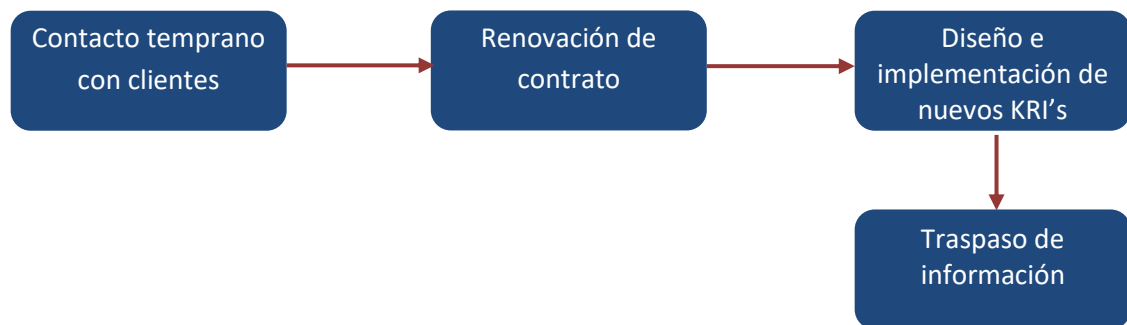 Contacto temprano
con clientes
Renovación de
contrato
Diseño e
implementación de
nuevos KRI’s
Traspaso de
información